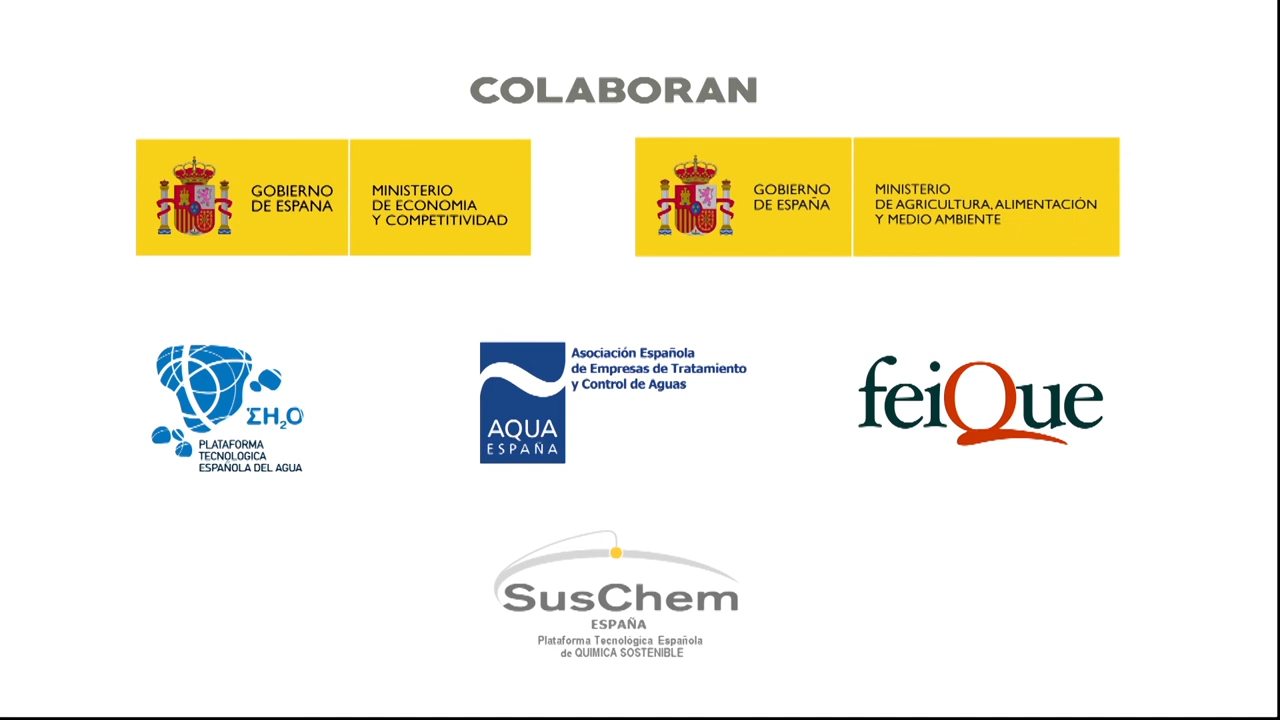 COLABORAN
GOBIERNO
DE ESPANA
MINISTERIO
DE ECONOMIA
Y COMPETITIVIDAD
GOBIERNO
DE ESPAÑA
MINISTERIO
DE AGRICULTURA, ALIMENTACIÓN
Y MEDIO AMBIENTE
ΣH₂O
PLATAFORMA
TECNOLOGICA
ESPAÑOLA DEL AGUA
Asociación Española
de Empresas de Tratamiento
y Control de Aguas
AQUA
ESPAÑA
feiQue
SusChem
ESPAÑA
Plataforma Tecnológica Española
de QUIMICA SOSTENIBLE